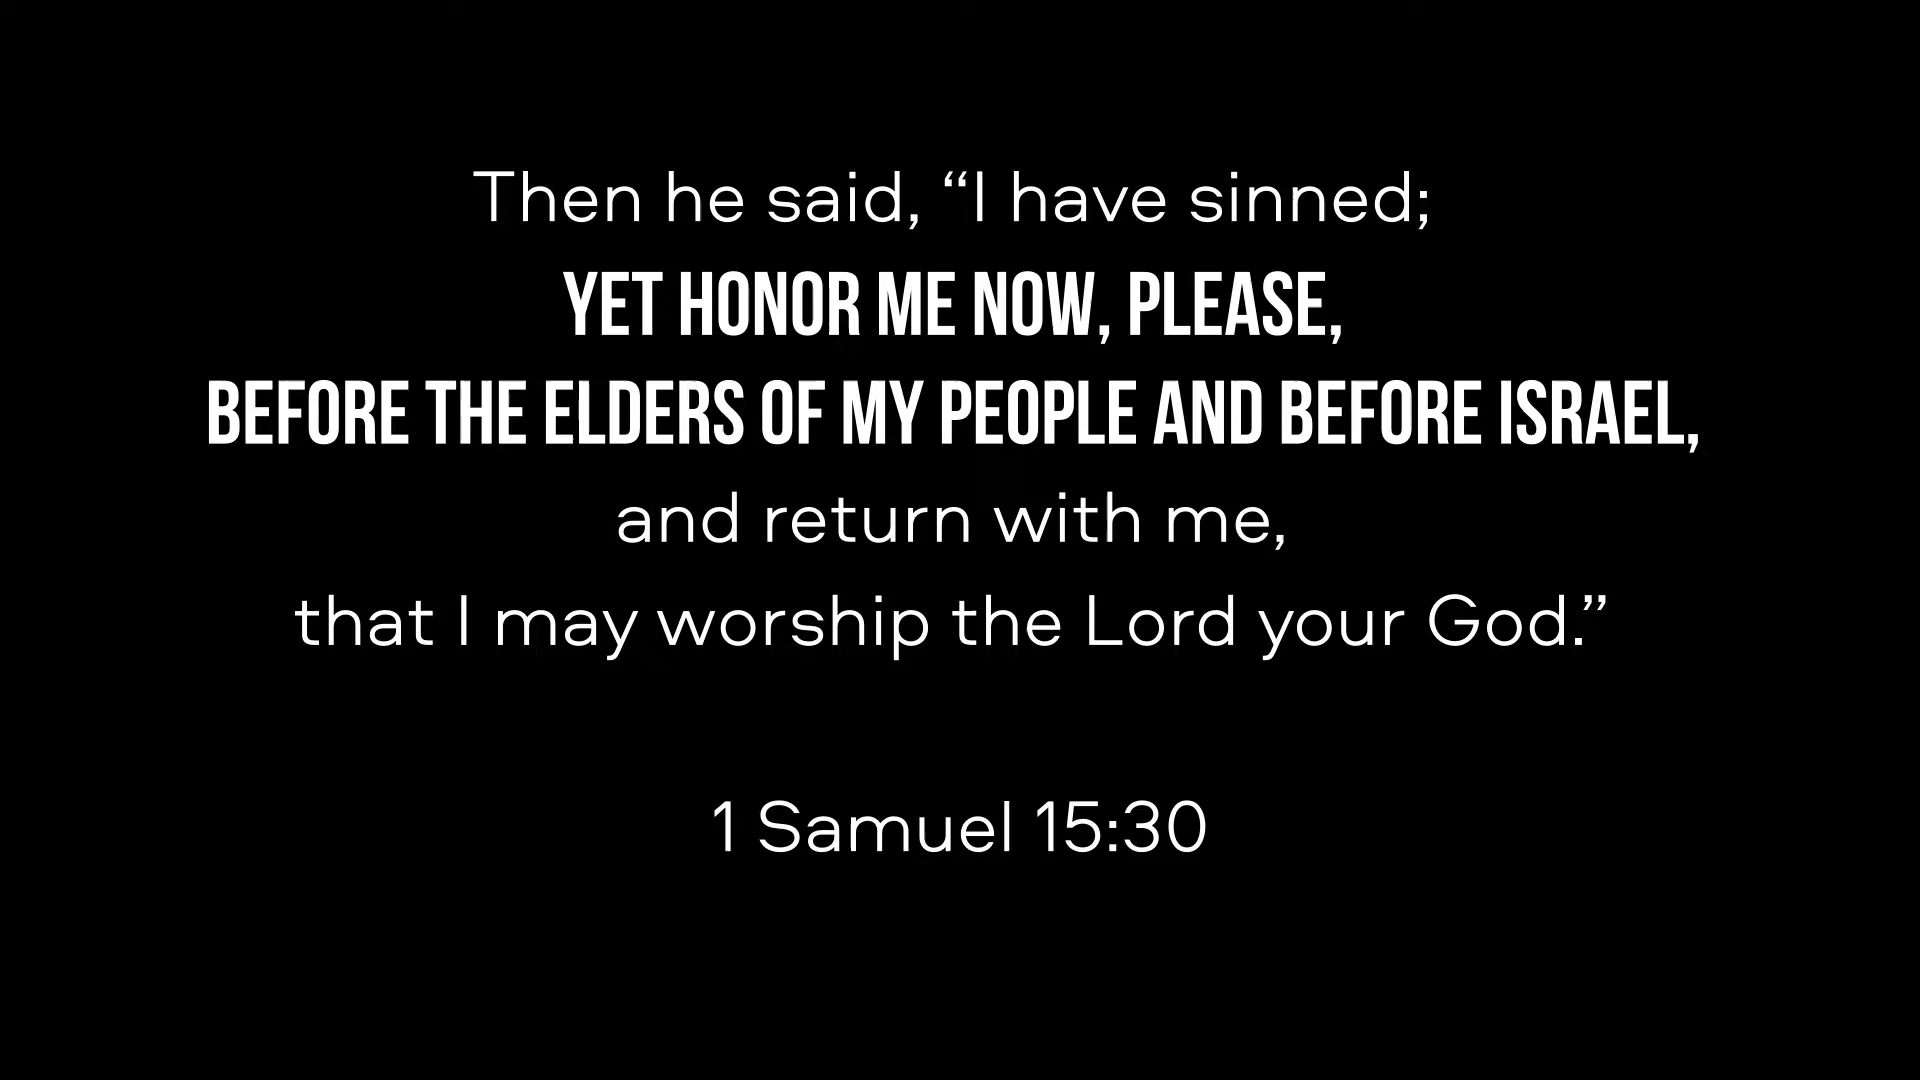 Then he said, “I have sinned;
YET HONOR ME NOW, PLEASE,
BEFORE THE ELDERS OF MY PEOPLE AND BEFORE ISRAEL,
and return with me,
that I may worship the Lord your God.”
1 Samuel 15:30